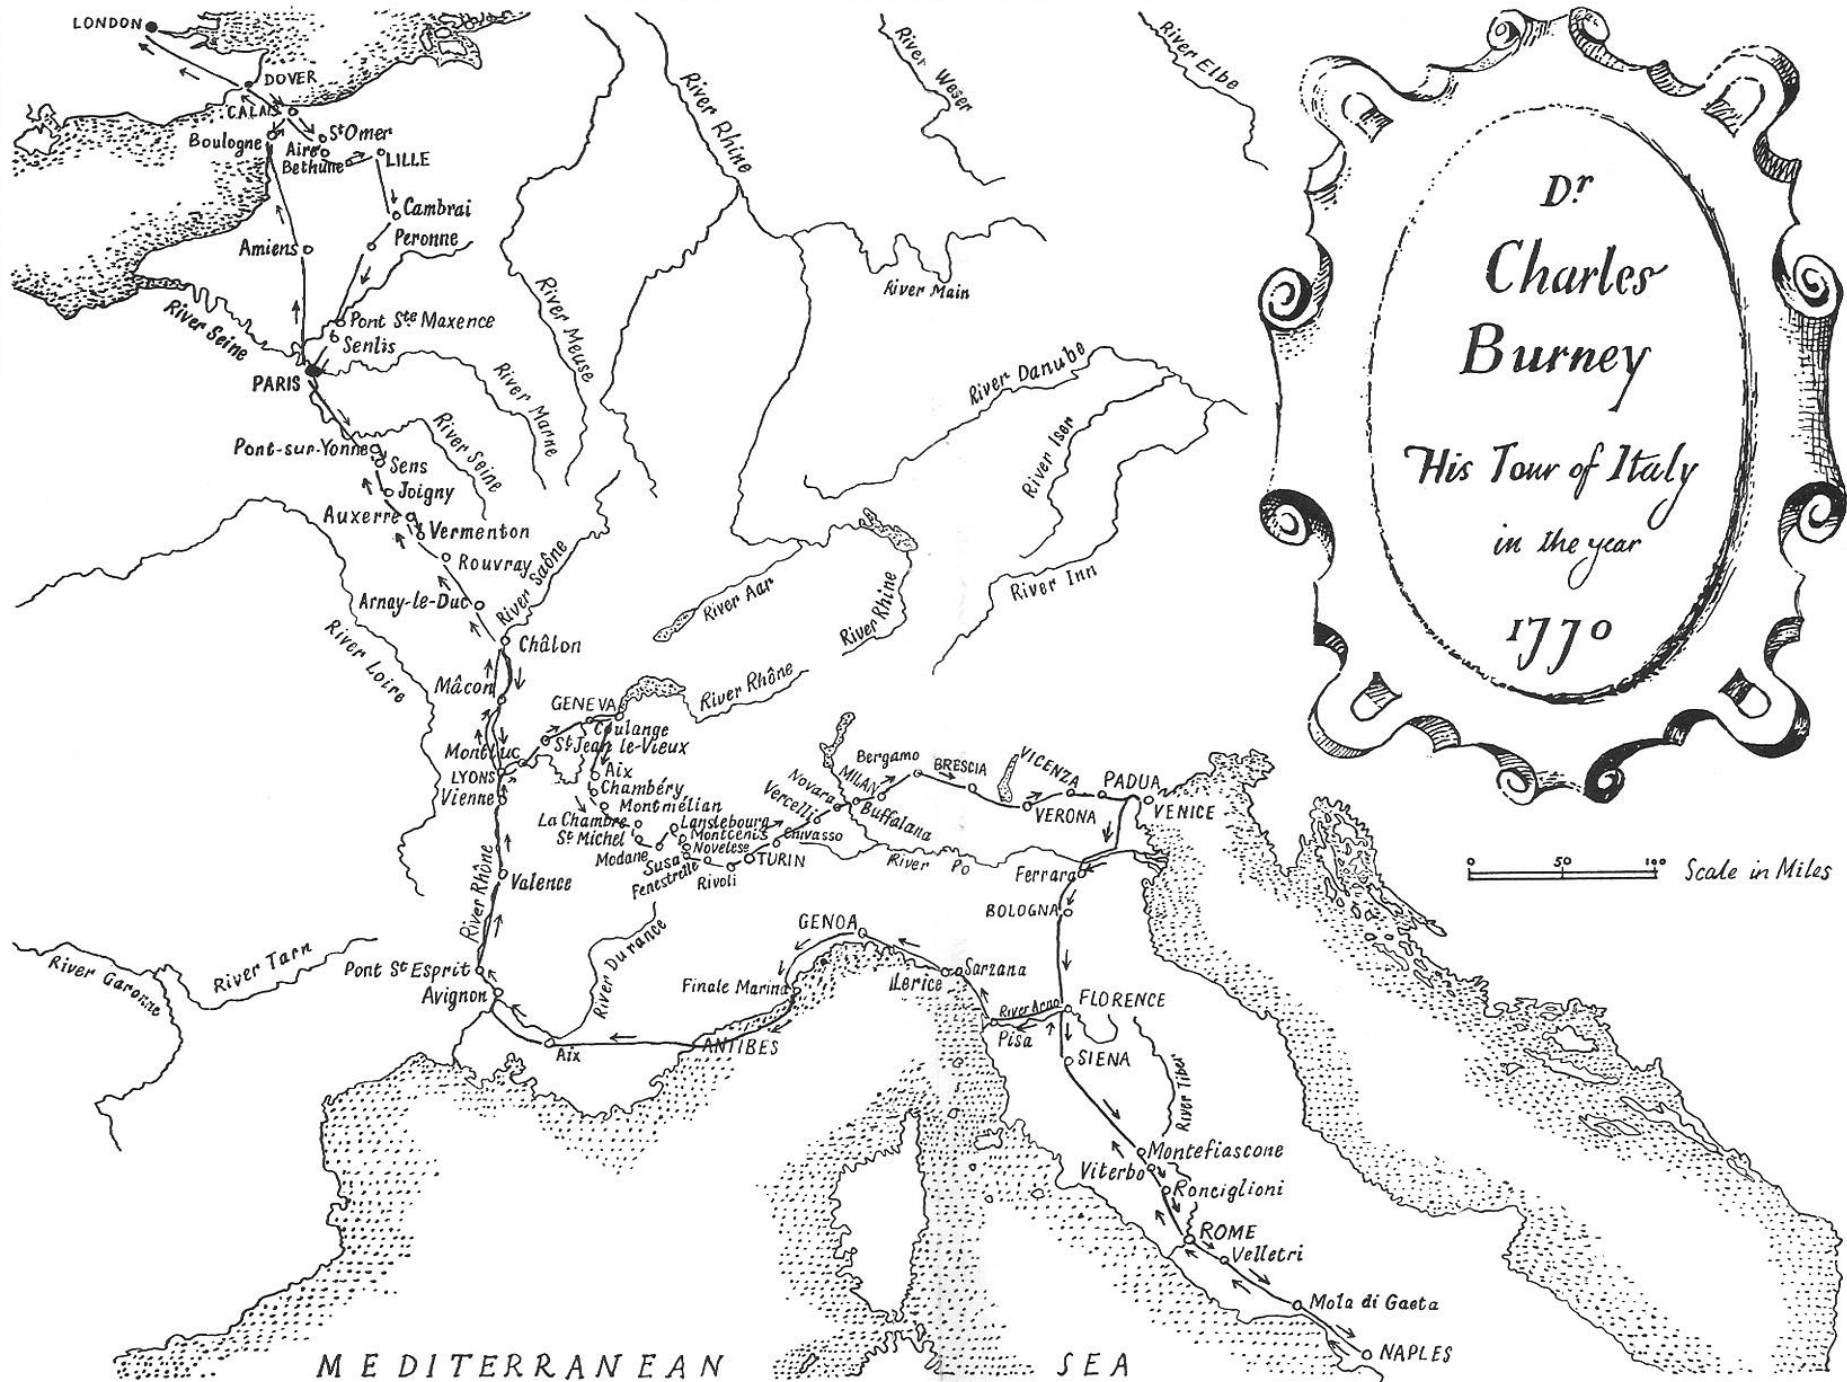 LONDON
DOVER
CALAIS
Boulogne
St Omer
Aire
Bethune
LILLE
Cambrai
Peronne
Amiens
Pont Ste Maxence
Senlis
PARIS
River Seine
River Marne
River Meuse
River Rhine
River Weser
River Elbe
River Main
River Danube
River Iser
River Inn
River Seine
Pont-sur-Yonne
Sens
Joigny
Auxerre
Vermenton
Rouvray
Arnay-le-Duc
River Saône
Châlon
River Loire
Mâcon
River Aar
River Rhine
River Rhône
GENEVA
Coulange
St Jean le-Vieux
Montluc
LYONS
Vienne
Aix
Chambéry
Montmélian
La Chambre
St Michel
Modane
Lanslebourg
Montcenis
Novelese
Susa
Fenestrelle
Rivoli
TURIN
Chivasso
Vercelli
Novara
MILAN
Buffalana
Bergamo
BRESCIA
VICENZA
VERONA
PADUA
VENICE
River Po
Ferrara
BOLOGNA
Valence
River Rhône
Pont St Esprit
Avignon
River Durance
River Tarn
River Garonne
Aix
ANTIBES
Finale Marina
GENOA
Lerice
Sarzana
River Arno
Pisa
FLORENCE
SIENA
River Tiber
Montefiascone
Viterbo
Ronciglioni
ROME
Velletri
Mola di Gaeta
NAPLES
MEDITERRANEAN SEA
Dr
Charles
Burney
His Tour of Italy
in the year
1770
0 50 100 Scale in Miles